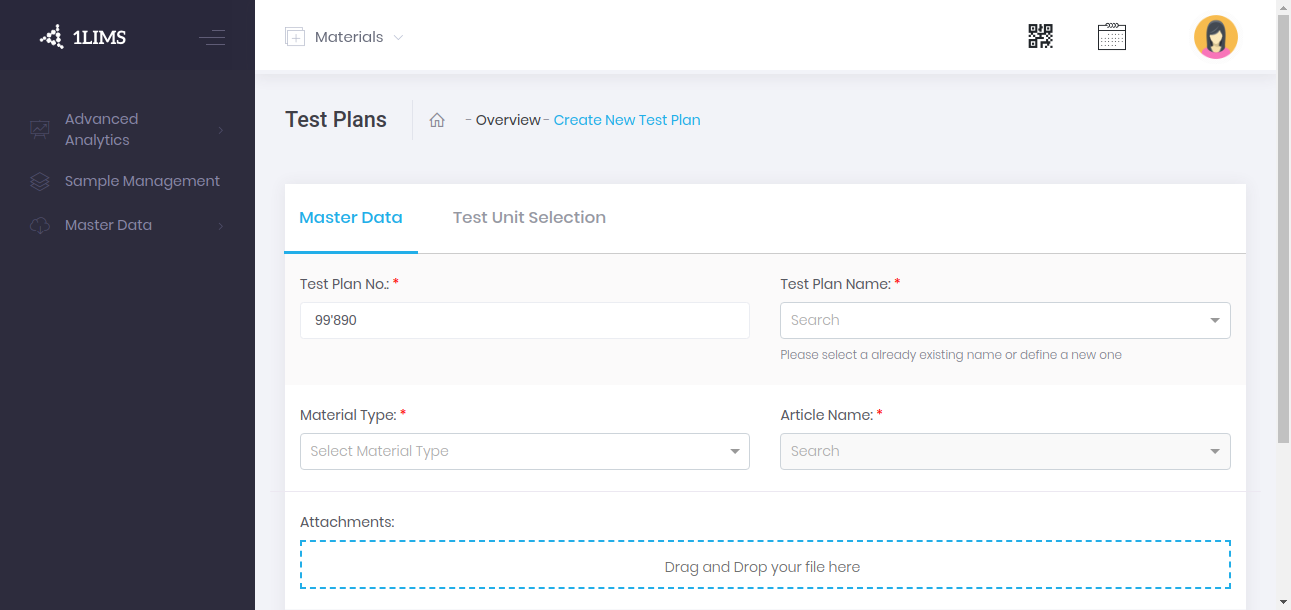 1LIMS
Materials
Advanced
Analytics
Sample Management
Master Data
Test Plans
- Overview - Create New Test Plan
Master Data
Test Unit Selection
Test Plan No.: *
99'890
Test Plan Name: *
Search
Please select a already existing name or define a new one
Material Type: *
Select Material Type
Article Name: *
Search
Attachments:
Drag and Drop your file here